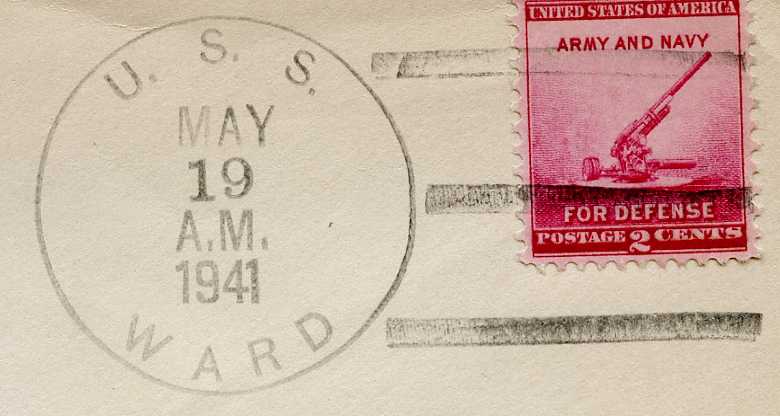 U. S. S.
MAY
19
A.M.
1941
WARD
UNITED STATES OF AMERICA
ARMY AND NAVY
FOR DEFENSE
POSTAGE 2 CENTS